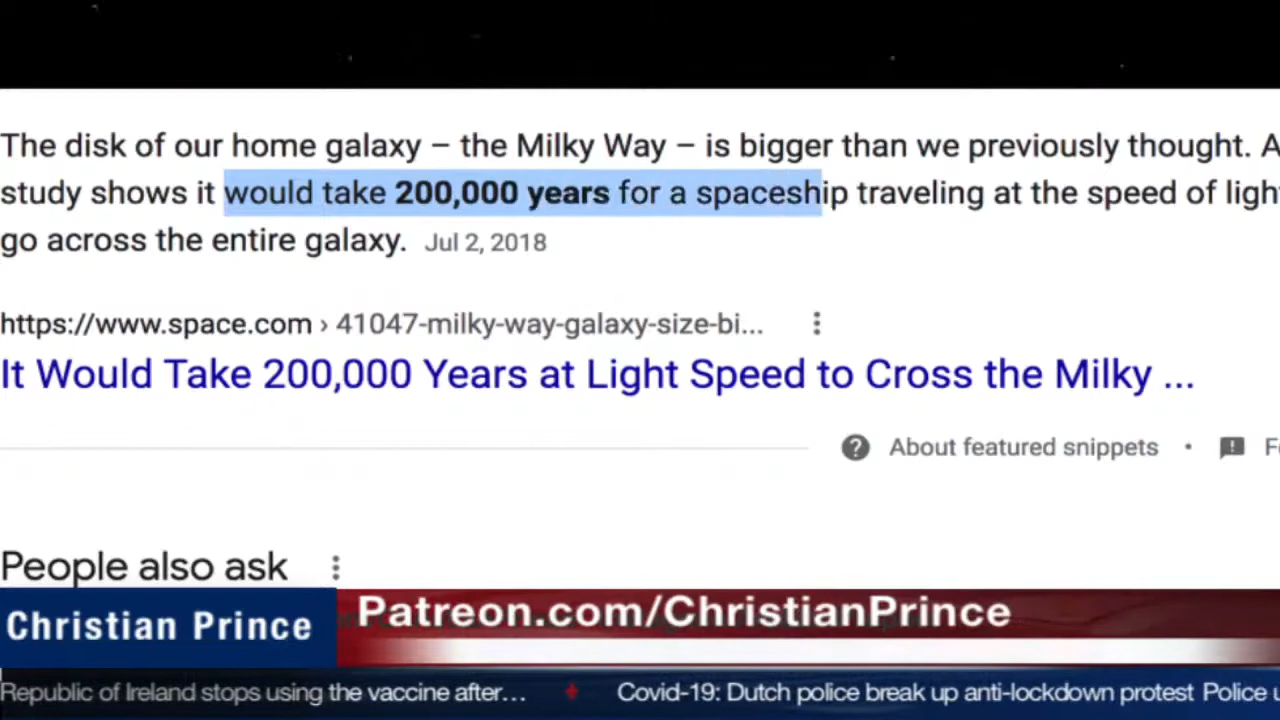 The disk of our home galaxy – the Milky Way – is bigger than we previously thought. A
study shows it would take 200,000 years for a spaceship traveling at the speed of light
go across the entire galaxy. Jul 2, 2018
https://www.space.com › 41047-milky-way-galaxy-size-bi...
It Would Take 200,000 Years at Light Speed to Cross the Milky ...
About featured snippets •
People also ask
Christian Prince
Patreon.com/ChristianPrince
Republic of Ireland stops using the vaccine after... Covid-19: Dutch police break up anti-lockdown protest Police